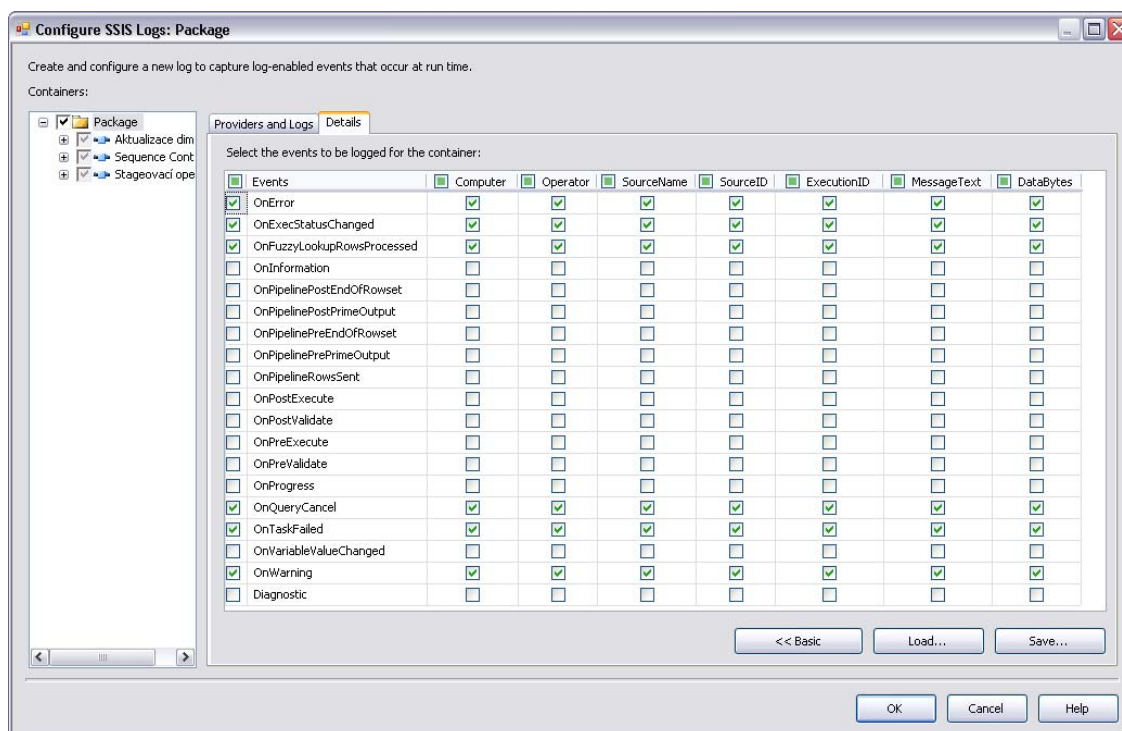 Configure SSIS Logs: Package
Create and configure a new log to capture log-enabled events that occur at run time.
Containers:
Package
Aktualizace dim
Sequence Cont
Stageovací ope
Providers and Logs Details
Select the events to be logged for the container:
Events Computer Operator SourceName SourceID ExecutionID MessageText DataBytes
OnError
OnExecStatusChanged
OnFuzzyLookupRowsProcessed
OnInformation
OnPipelinePostEndOfRowset
OnPipelinePostPrimeOutput
OnPipelinePreEndOfRowset
OnPipelinePrePrimeOutput
OnPipelineRowsSent
OnPostExecute
OnPostValidate
OnPreExecute
OnPreValidate
OnProgress
OnQueryCancel
OnTaskFailed
OnVariableValueChanged
OnWarning
Diagnostic
<< Basic Load... Save...
OK Cancel Help